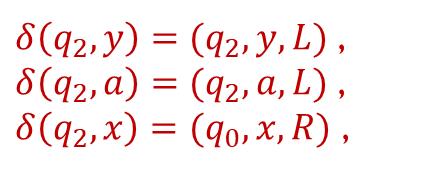 δ(q₂, y) = (q₂, y, L) ,
δ(q₂, a) = (q₂, a, L) ,
δ(q₂, x) = (q₀, x, R) ,